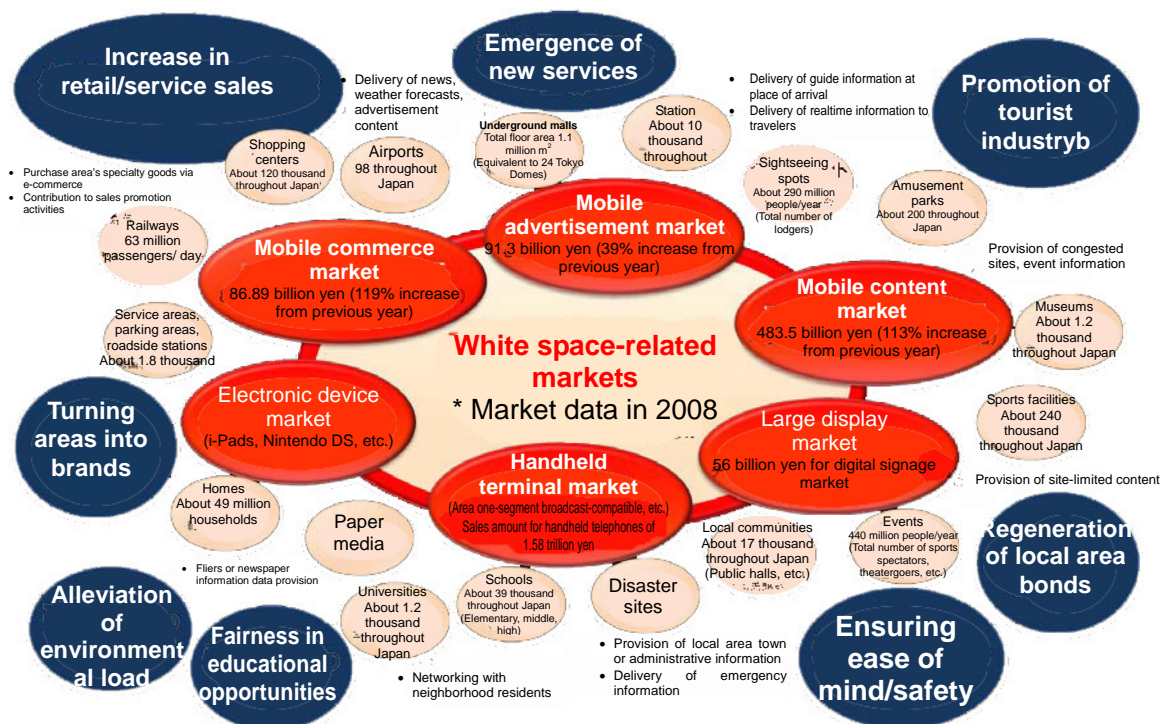 Increase in
retail/service sales
Emergence of
new services
Promotion of
tourist
industryb
• Delivery of news,
weather forecasts,
advertisement
content
• Delivery of guide information at
place of arrival
• Delivery of realtime information to
travelers
Shopping
centers
About 120 thousand
throughout Japan
Airports
98 throughout
Japan
Underground malls
Total floor area 1.1
million m2
(Equivalent to 24 Tokyo
Domes)
Station
About 10
thousand
throughout
Sightseeing
spots
About 290 million
people/year
(Total number of
lodgers)
Amusement
parks
About 200 throughout
Japan
• Purchase area's specialty goods via
e-commerce
• Contribution to sales promotion
activities
Railways
63 million
passengers/ day
Mobile commerce
market
86.89 billion yen (119% increase
from previous year)
Mobile
advertisement market
91.3 billion yen (39% increase from
previous year)
Mobile content
market
483.5 billion yen (113% increase
from previous year)
Provision of congested
sites, event information
Museums
About 1.2
thousand
throughout Japan
Service areas,
parking areas,
roadside stations
About 1.8 thousand
White space-related
markets
* Market data in 2008
Electronic device
market
(i-Pads, Nintendo DS, etc.)
Large display
market
56 billion yen for digital signage
market
Sports facilities
About 240
thousand
throughout Japan
Turning
areas into
brands
Handheld
terminal market
(Area one-segment broadcast-compatible, etc.)
Sales amount for handheld telephones of
1.58 trillion yen
Provision of site-limited content
Homes
About 49 million
households
Paper
media
• Fliers or newspaper
information data provision
Universities
About 1.2
thousand
throughout
Japan
Schools
About 39 thousand
throughout Japan
(Elementary, middle,
high)
Disaster
sites
Local communities
About 17 thousand
throughout Japan
(Public halls, etc.)
Events
440 million people/year
(Total number of sports
spectators,
theatergoers, etc.)
Regeneration
of local area
bonds
Alleviation
of
environment
al load
Fairness in
educational
opportunities
• Networking with
neighborhood residents
• Provision of local area town
or administrative information
• Delivery of emergency
information
Ensuring
ease of
mind/safety